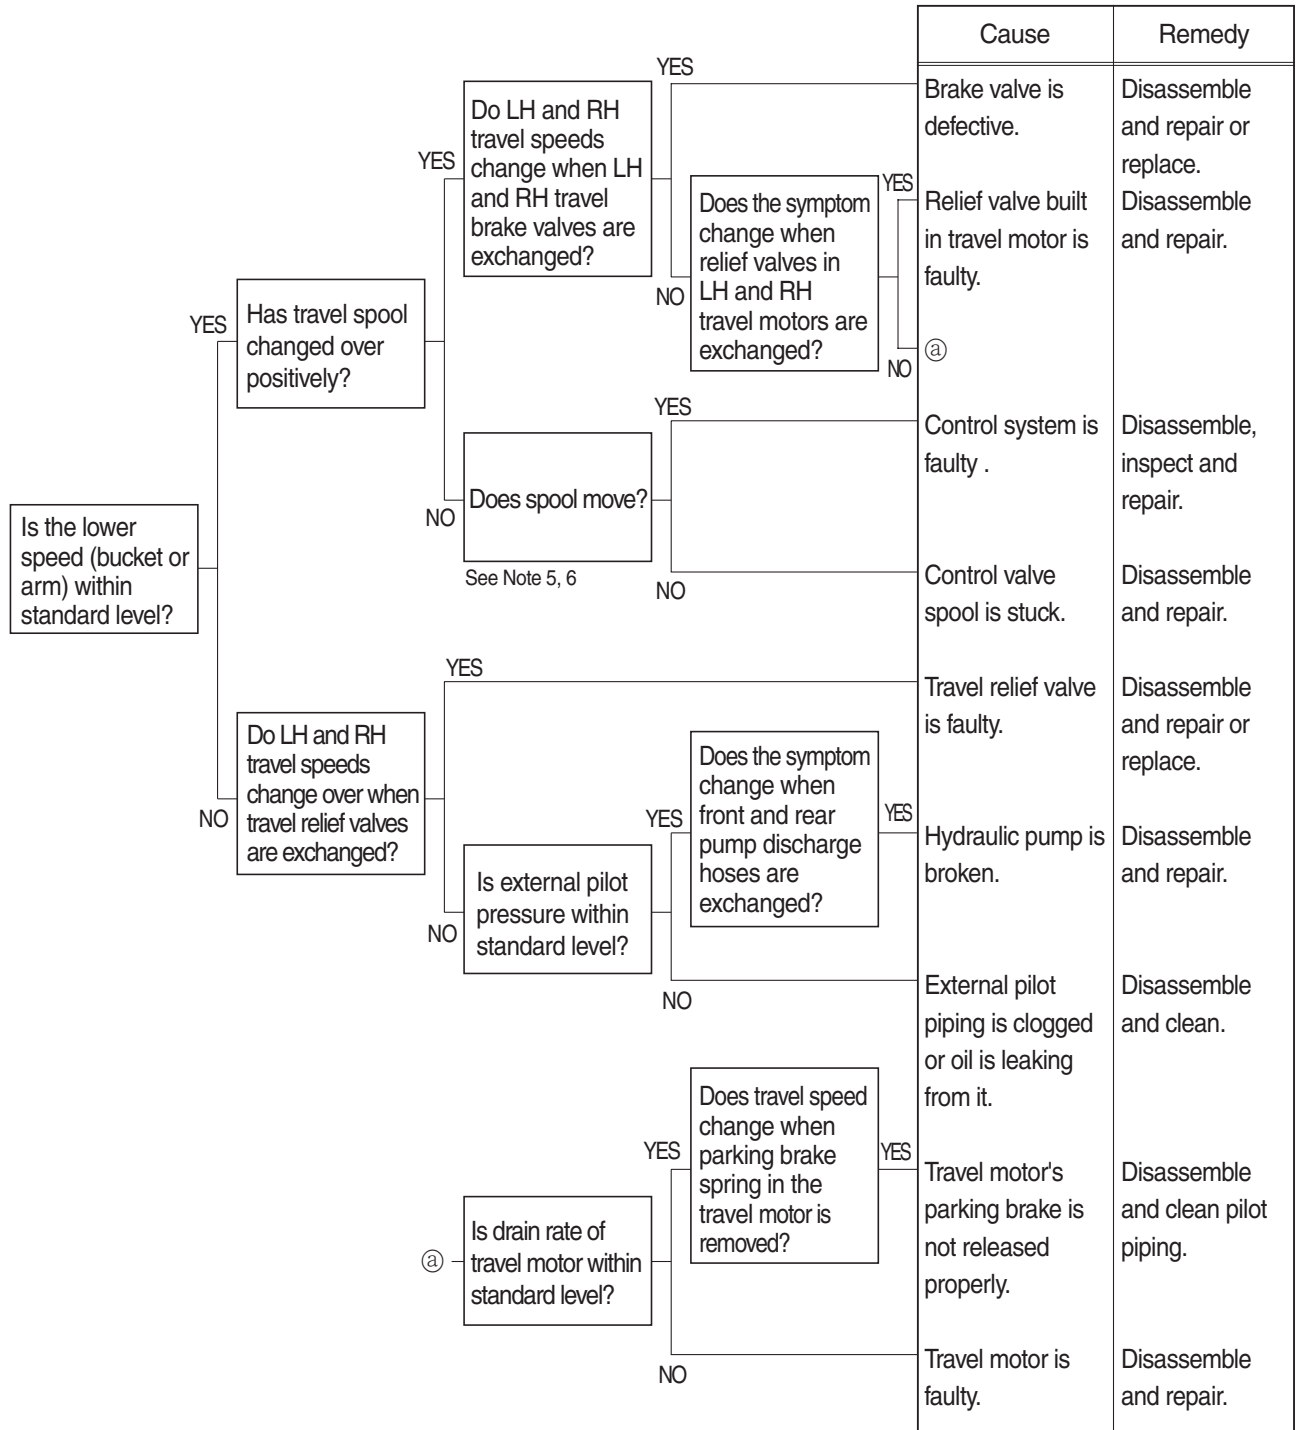 Cause
Remedy
YES
Brake valve is
defective.
Disassemble
and repair or
replace.
Do LH and RH
travel speeds
change when LH
and RH travel
brake valves are
exchanged?
YES
YES
Does the symptom
change when
relief valves in
LH and RH
travel motors are
exchanged?
NO
Relief valve built
in travel motor is
faulty.
Disassemble
and repair.
NO
ⓐ
YES
Has travel spool
changed over
positively?
YES
Control system is
faulty .
Disassemble,
inspect and
repair.
NO
Does spool move?
See Note 5, 6
NO
Control valve
spool is stuck.
Disassemble
and repair.
Is the lower
speed (bucket or
arm) within
standard level?
YES
Travel relief valve
is faulty.
Disassemble
and repair or
replace.
NO
Do LH and RH
travel speeds
change over when
travel relief valves
are exchanged?
YES
Does the symptom
change when
front and rear
pump discharge
hoses are
exchanged?
YES
Hydraulic pump is
broken.
Disassemble
and repair.
NO
Is external pilot
pressure within
standard level?
NO
External pilot
piping is clogged
or oil is leaking
from it.
Disassemble
and clean.
YES
Does travel speed
change when
parking brake
spring in the
travel motor is
removed?
YES
Travel motor's
parking brake is
not released
properly.
Disassemble
and clean pilot
piping.
ⓐ
Is drain rate of
travel motor within
standard level?
NO
Travel motor is
faulty.
Disassemble
and repair.